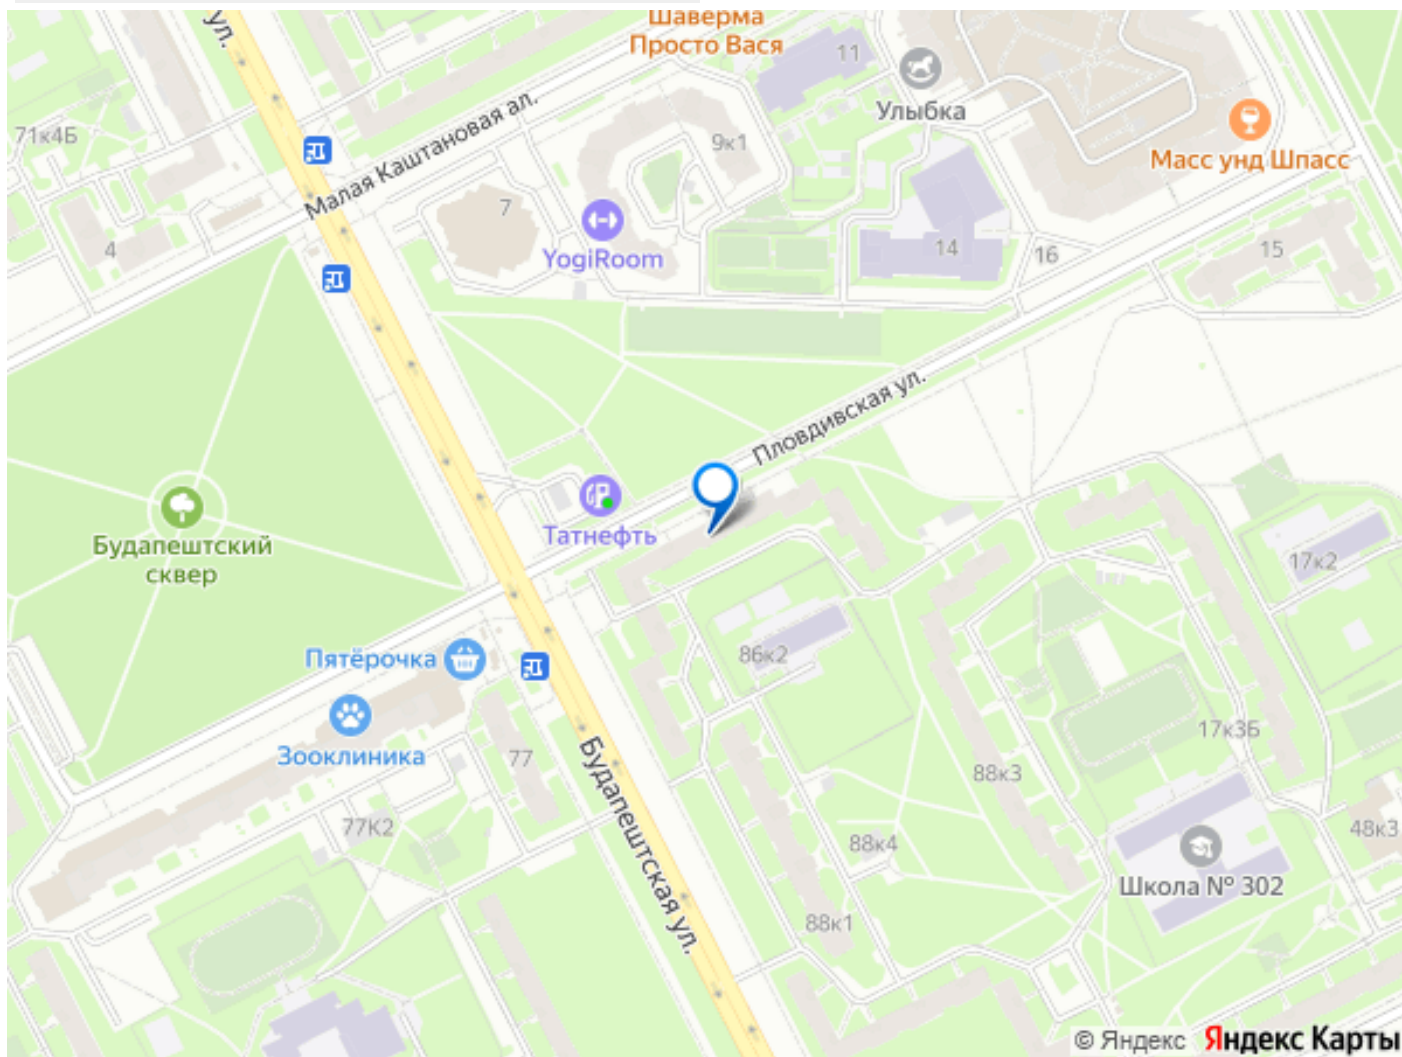 Шаверма
Просто Вася
ул.
11
Улыбка
71к4Б
Малая Каштановая ал.
9к1
Масс унд Шпасс
4
7
YogiRoom
14
16
15
Пловдивская ул.
Татнефть
Будапештский
сквер
17к2
Пятёрочка
86к2
Зооклиника
77
Будапештская ул.
17к3Б
88к3
77К2
88к4
48к3
Школа № 302
88к1
© Яндекс Яндекс Карты